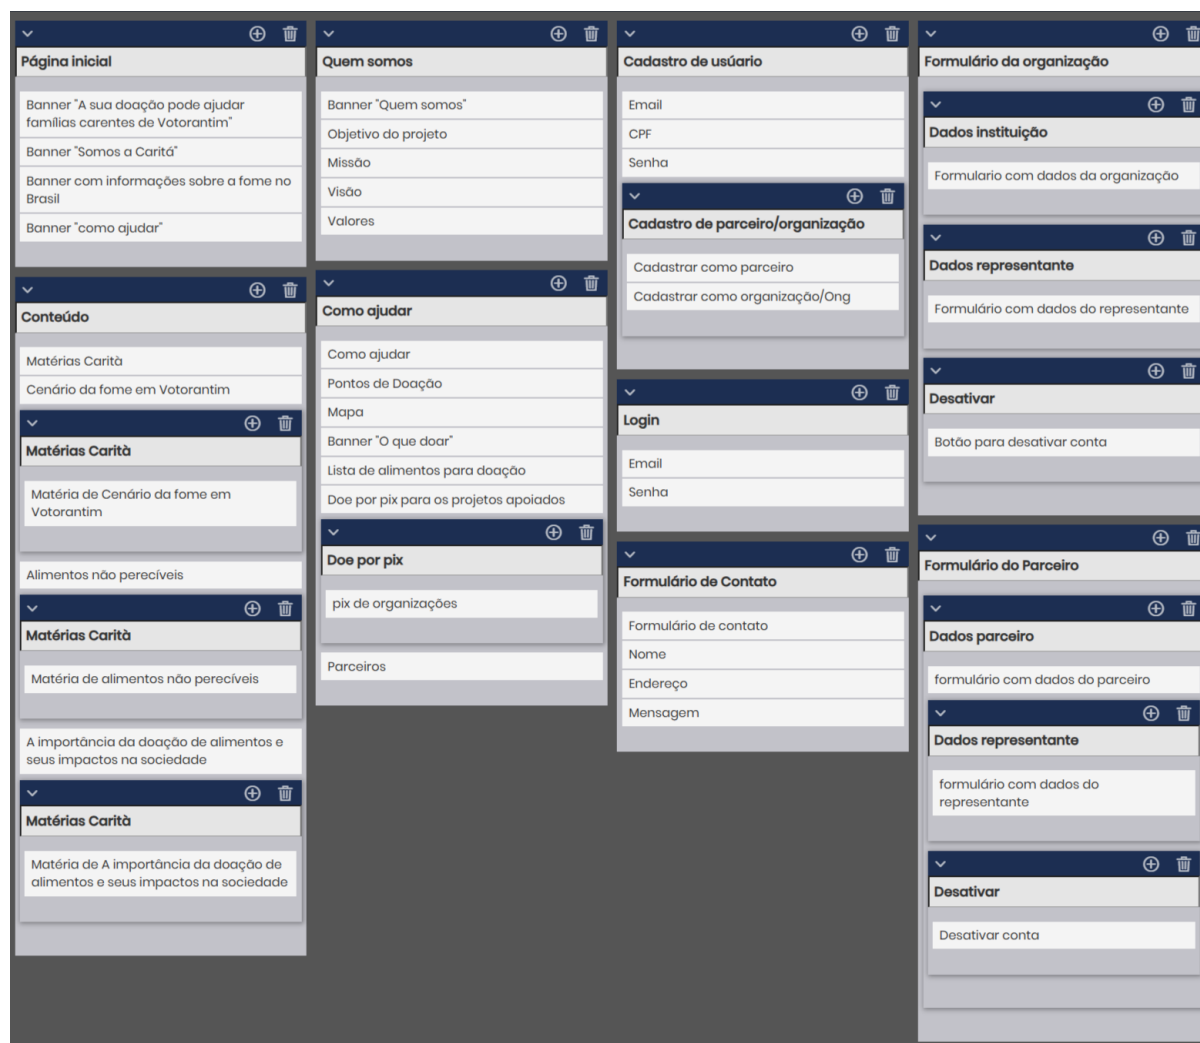 Página inicial
Banner "A sua doação pode ajudar
famílias carentes de Votorantim"
Banner "Somos a Caritá"
Banner com informações sobre a fome no
Brasil
Banner "como ajudar"
Conteúdo
Matérias Carità
Cenário da fome em Votorantim
Matérias Carità
Matéria de Cenário da fome em
Votorantim
Alimentos não perecíveis
Matérias Carità
Matéria de alimentos não perecíveis
A importância da doação de alimentos e
seus impactos na sociedade
Matérias Carità
Matéria de A importância da doação de
alimentos e seus impactos na sociedade
Quem somos
Banner "Quem somos"
Objetivo do projeto
Missão
Visão
Valores
Como ajudar
Como ajudar
Pontos de Doação
Mapa
Banner "O que doar"
Lista de alimentos para doação
Doe por pix para os projetos apoiados
Doe por pix
pix de organizações
Parceiros
Cadastro de usúario
Email
CPF
Senha
Cadastro de parceiro/organização
Cadastrar como parceiro
Cadastrar como organização/Ong
Login
Email
Senha
Formulário de Contato
Formulário de contato
Nome
Endereço
Mensagem
Formulário da organização
Dados instituição
Formulario com dados da organização
Dados representante
Formulário com dados do representante
Desativar
Botão para desativar conta
Formulário do Parceiro
Dados parceiro
formulário com dados do parceiro
Dados representante
formulário com dados do
representante
Desativar
Desativar conta